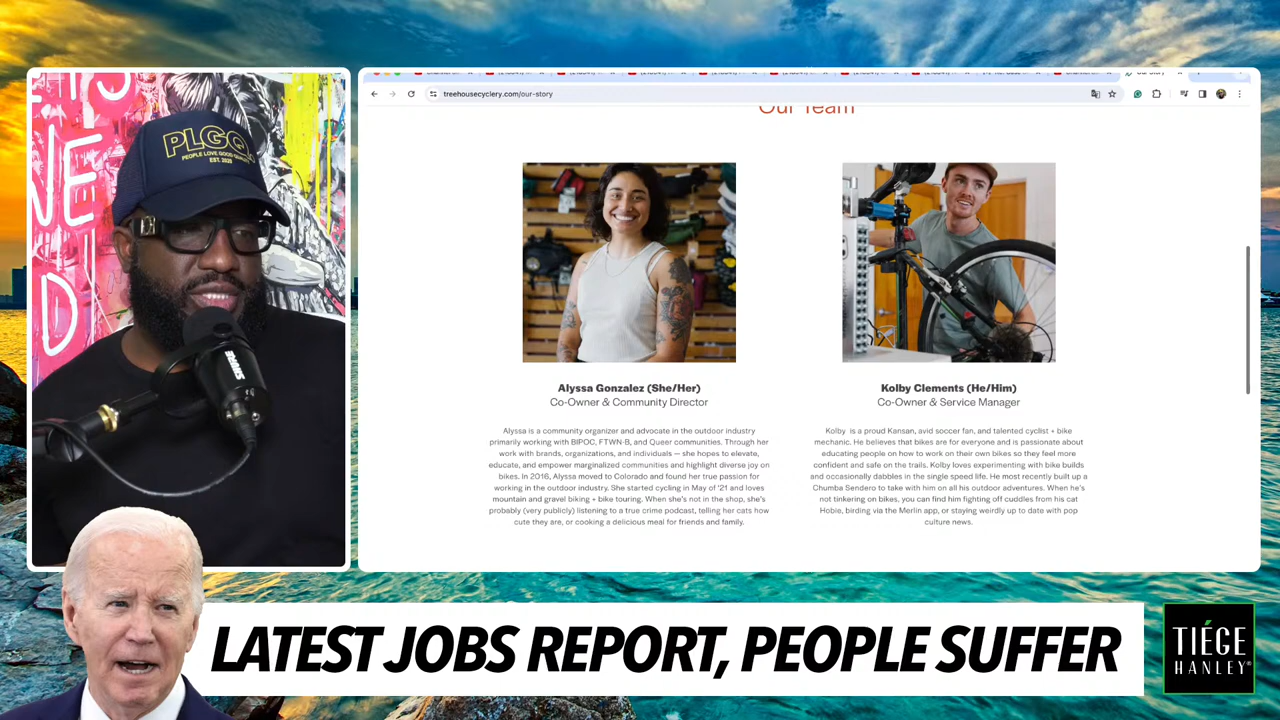 PLGG
PEOPLE LOVE GOOD
EST. 2020
SHURE
treehousecyclery.com/our-story
Our Story
Our Team
Alyssa Gonzalez (She/Her)
Co-Owner & Community Director
Alyssa is a community organizer and advocate in the outdoor industry
primarily working with BIPOC, FTWN-B, and Queer communities. Through her
work with brands, organizations, and individuals — she hopes to elevate,
educate, and empower marginalized communities and highlight diverse joy on
bikes. In 2016, Alyssa moved to Colorado and found her true passion for
working in the outdoor industry. She started cycling in May of '21 and loves
mountain and gravel biking + bike touring. When she's not in the shop, she's
probably (very publicly) listening to a true crime podcast, telling her cats how
cute they are, or cooking a delicious meal for friends and family.
Kolby Clements (He/Him)
Co-Owner & Service Manager
Kolby is a proud Kansan, avid soccer fan, and talented cyclist + bike
mechanic. He believes that bikes are for everyone and is passionate about
educating people on how to work on their own bikes so they feel more
confident and safe on the trails. Kolby loves experimenting with bike builds
and occasionally dabbles in the single speed life. He most recently built up a
Chumba Sendero to take with him on all his outdoor adventures. When he's
not tinkering on bikes, you can find him fighting off cuddles from his cat
Hobie, birding via the Merlin app, or staying weirdly up to date with pop
culture news.
LATEST JOBS REPORT, PEOPLE SUFFER
TIÉGE
HANLEY®